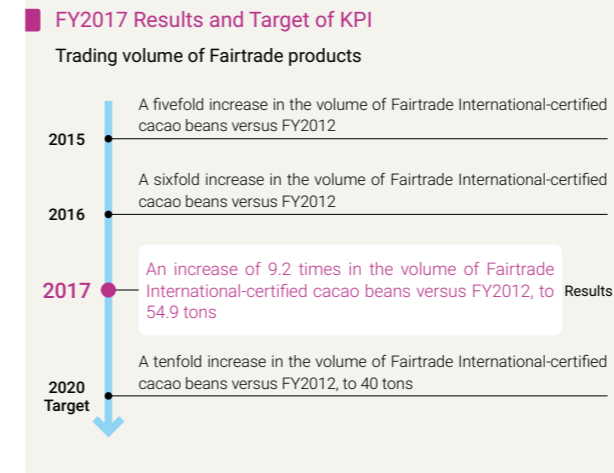 FY2017 Results and Target of KPI
Trading volume of Fairtrade products
A fivefold increase in the volume of Fairtrade International-certified
cacao beans versus FY2012
2015
A sixfold increase in the volume of Fairtrade International-certified
cacao beans versus FY2012
2016
An increase of 9.2 times in the volume of Fairtrade
2017 International-certified cacao beans versus FY2012, to Results
54.9 tons
A tenfold increase in the volume of Fairtrade International-certified
cacao beans versus FY2012, to 40 tons
2020
Target